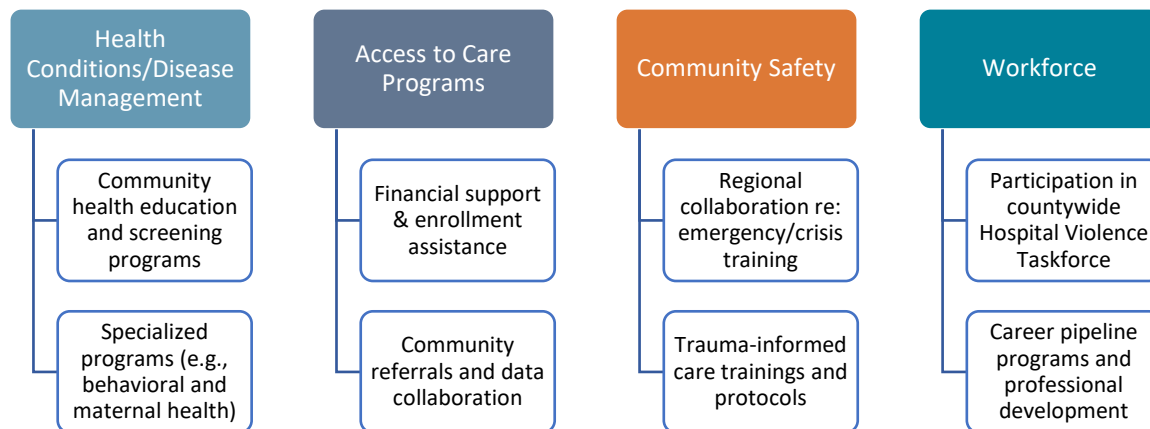 Health
Conditions/Disease
Management
Community
health education
and screening
programs
Specialized
programs (e.g.,
behavioral and
maternal health)
Access to Care
Programs
Financial support
& enrollment
assistance
Community
referrals and data
collaboration
Community Safety
Regional
collaboration re:
emergency/crisis
training
Trauma-informed
care trainings and
protocols
Workforce
Participation in
countywide
Hospital Violence
Taskforce
Career pipeline
programs and
professional
development